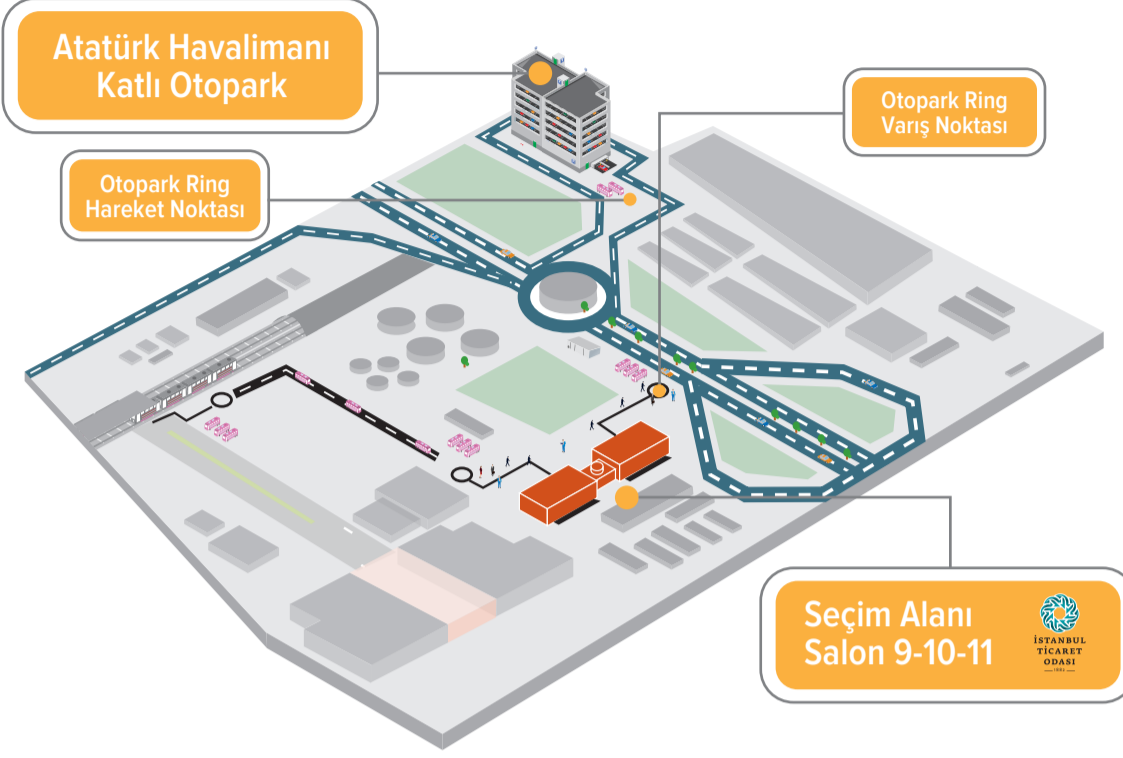 Atatürk Havalimanı
Katlı Otopark
Otopark Ring
Varış Noktası
Otopark Ring
Hareket Noktası
Seçim Alanı
Salon 9-10-11
İSTANBUL
TİCARET
ODASI
1882